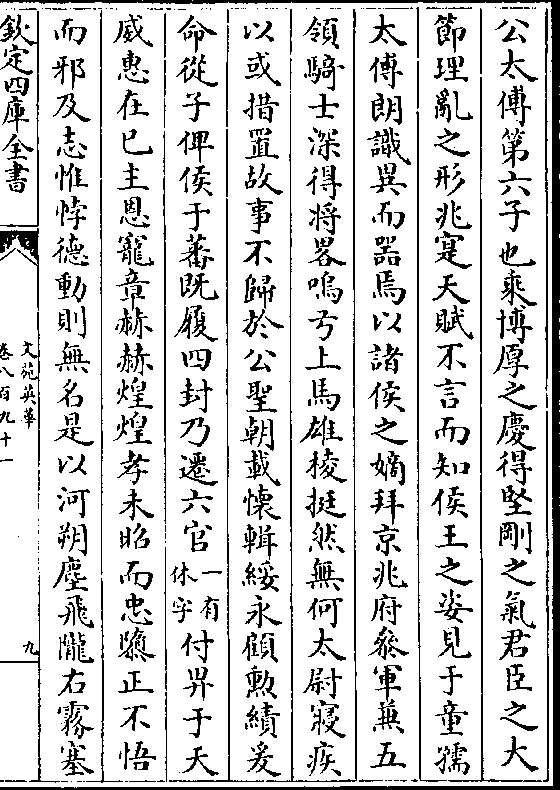 公太傅第六子也乘博厚之慶得堅剛之氣君臣之大
節理亂之形兆寔天賦不言而知侯王之姿見于童孺
太傅朗識異而器焉以諸侯之嫡拜京兆府叅軍兼五
領騎士深得將畧嗚乎上馬雄稜挺然無何太尉寢疾
以或措置故事不歸於公聖朝載懷輯綏永顧勲績爰
命從子俾侯于蕃既履四封乃遷六官一有休字付畀于天
威惠在已主恩寵章赫赫煌煌孝未昭而忠隳正不悟
而邪及志惟悖德動則無名是以河朔塵飛隴右霧塞
欽定四庫全書
文苑英華
卷八百九十一
九